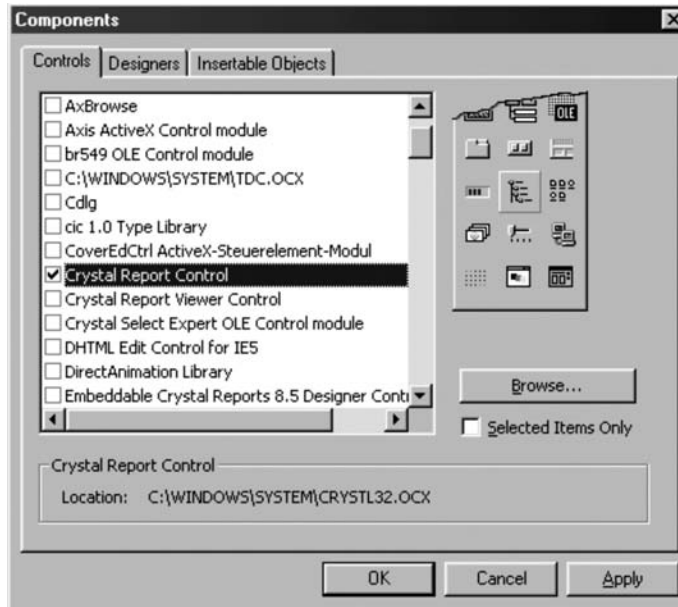 Components
Controls Designers Insertable Objects
AxBrowse
Axis ActiveX Control module
br549 OLE Control module
C:\WINDOWS\SYSTEM\TDC.OCX
Cdlg
cic 1.0 Type Library
CoverEdCtrl ActiveX-Steuerelement-Modul
Crystal Report Control
Crystal Report Viewer Control
Crystal Select Expert OLE Control module
DHTML Edit Control for IE5
DirectAnimation Library
Embeddable Crystal Reports 8.5 Designer
OLE
Browse...
Selected Items Only
Crystal Report Control
Location: C:\WINDOWS\SYSTEM\CRYSTL32.OCX
OK Cancel Apply